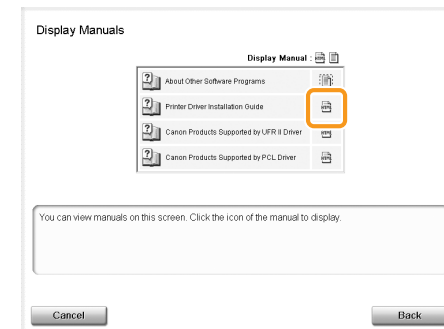 Display Manuals
Display Manual :
About Other Software Programs
Printer Driver Installation Guide
Canon Products Supported by UFR II Driver
Canon Products Supported by PCL Driver
You can view manuals on this screen. Click the icon of the manual to display.
Cancel
Back